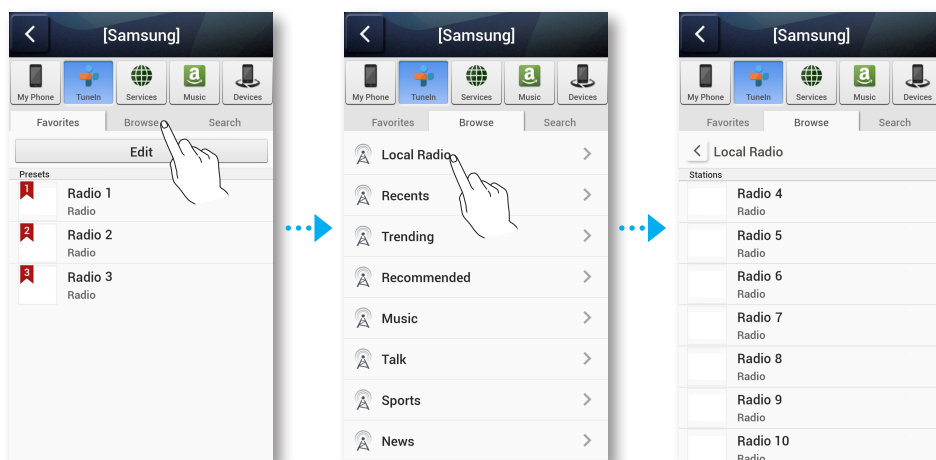 [Samsung]
My Phone TuneIn Services a Music Devices
Favorites Browse Search
Edit
Presets
1 Radio 1
Radio
2 Radio 2
Radio
3 Radio 3
Radio
[Samsung]
My Phone TuneIn Services a Music Devices
Favorites Browse Search
Local Radio
Recents
Trending
Recommended
Music
Talk
Sports
News
[Samsung]
My Phone TuneIn Services a Music Devices
Favorites Browse Search
Local Radio
Stations
Radio 4
Radio
Radio 5
Radio
Radio 6
Radio
Radio 7
Radio
Radio 8
Radio
Radio 9
Radio
Radio 10
Radio